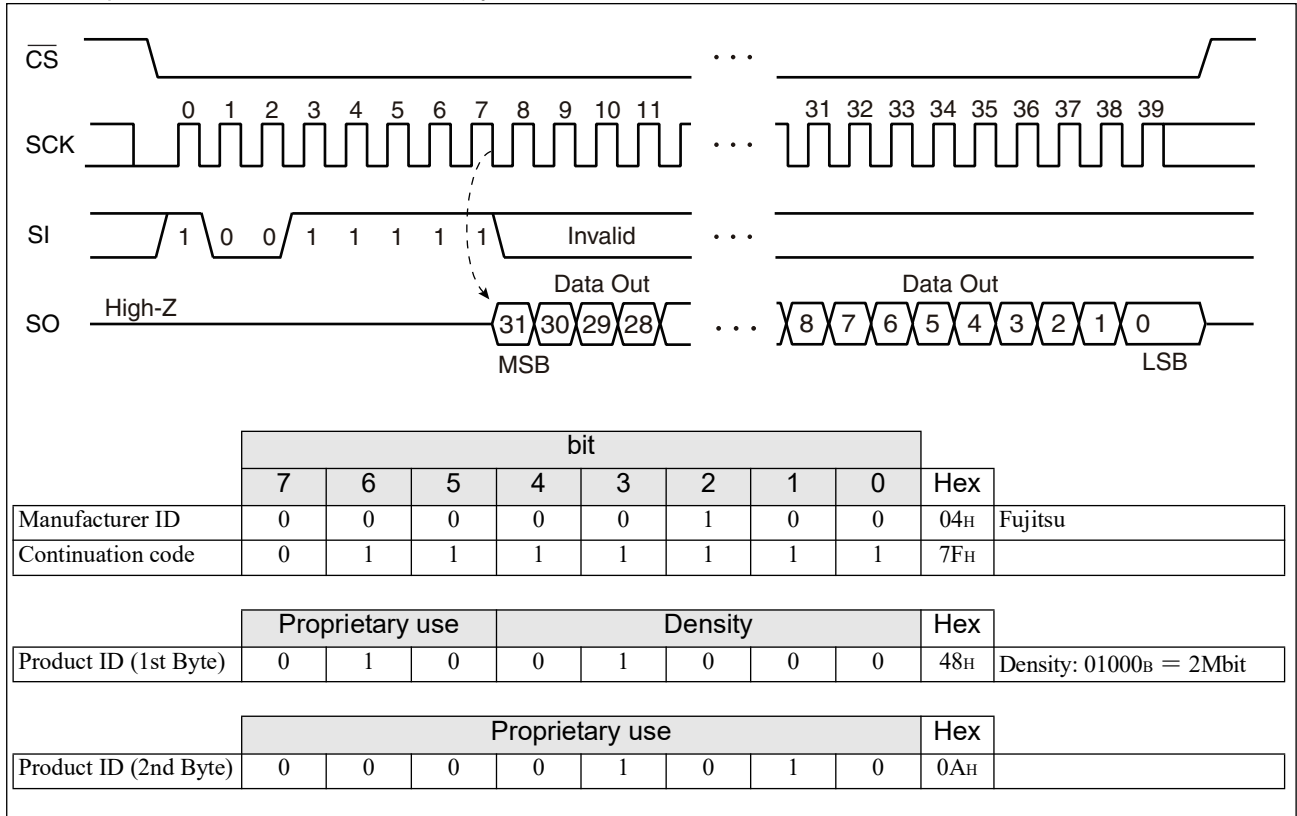 CS
0 1 2 3 4 5 6 7 8 9 10 11 31 32 33 34 35 36 37 38 39
SCK
SI 1 0 0 1 1 1 1 1 Invalid
Data Out Data Out
High-Z
SO 31 30 29 28 8 7 6 5 4 3 2 1 0
MSB LSB
bit
7 6 5 4 3 2 1 0 Hex
Manufacturer ID 0 0 0 0 0 1 0 0 04H Fujitsu
Continuation code 0 1 1 1 1 1 1 1 7FH
Proprietary use Density Hex
Product ID (1st Byte) 0 1 0 0 1 0 0 0 48H Density: 01000B = 2Mbit
Proprietary use Hex
Product ID (2nd Byte) 0 0 0 0 1 0 1 0 0AH